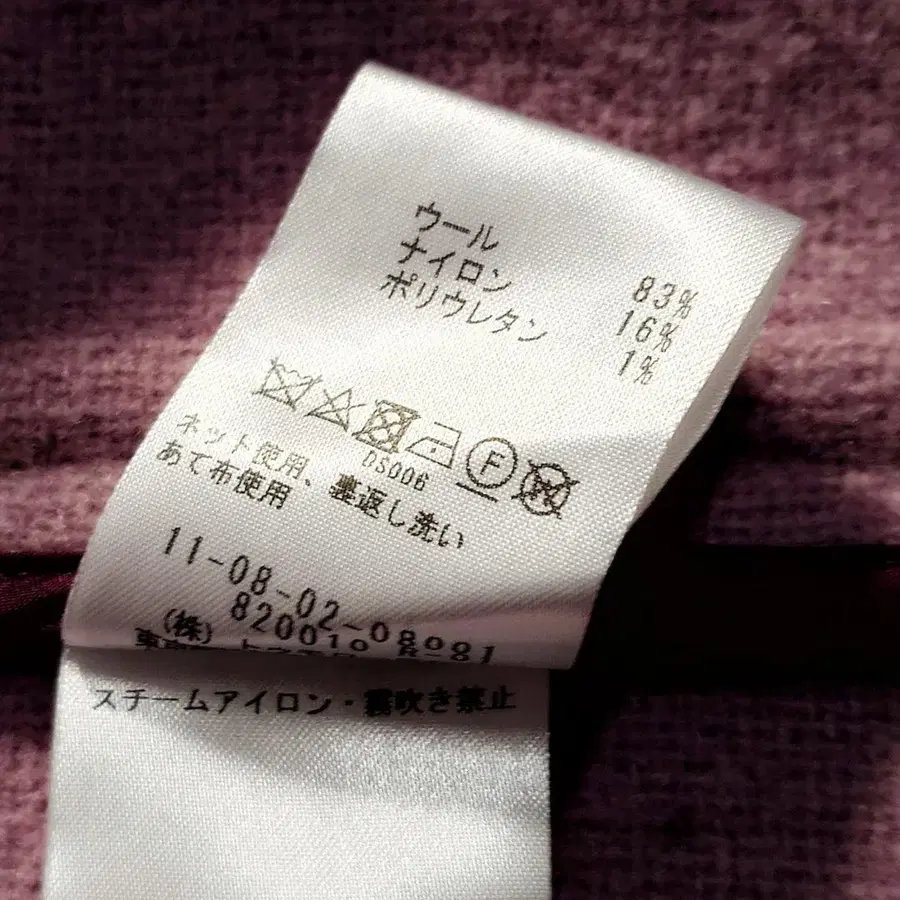 ウール 83%
ナイロン 16%
ポリウレタン 1%
F W
DS006
ネット使用、裏返し洗い
あて布使用
11-08-02-08081
820010
(株)
スチームアイロン・霧吹き禁止